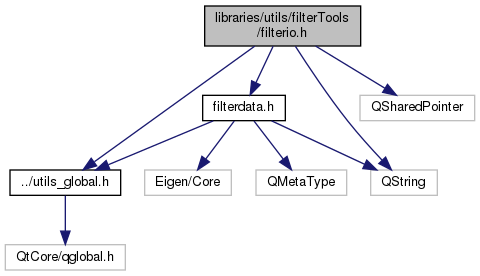 libraries/utils/filterTools
/filterio.h
filterdata.h
QSharedPointer
../utils_global.h
Eigen/Core
QMetaType
QString
QtCore/qglobal.h